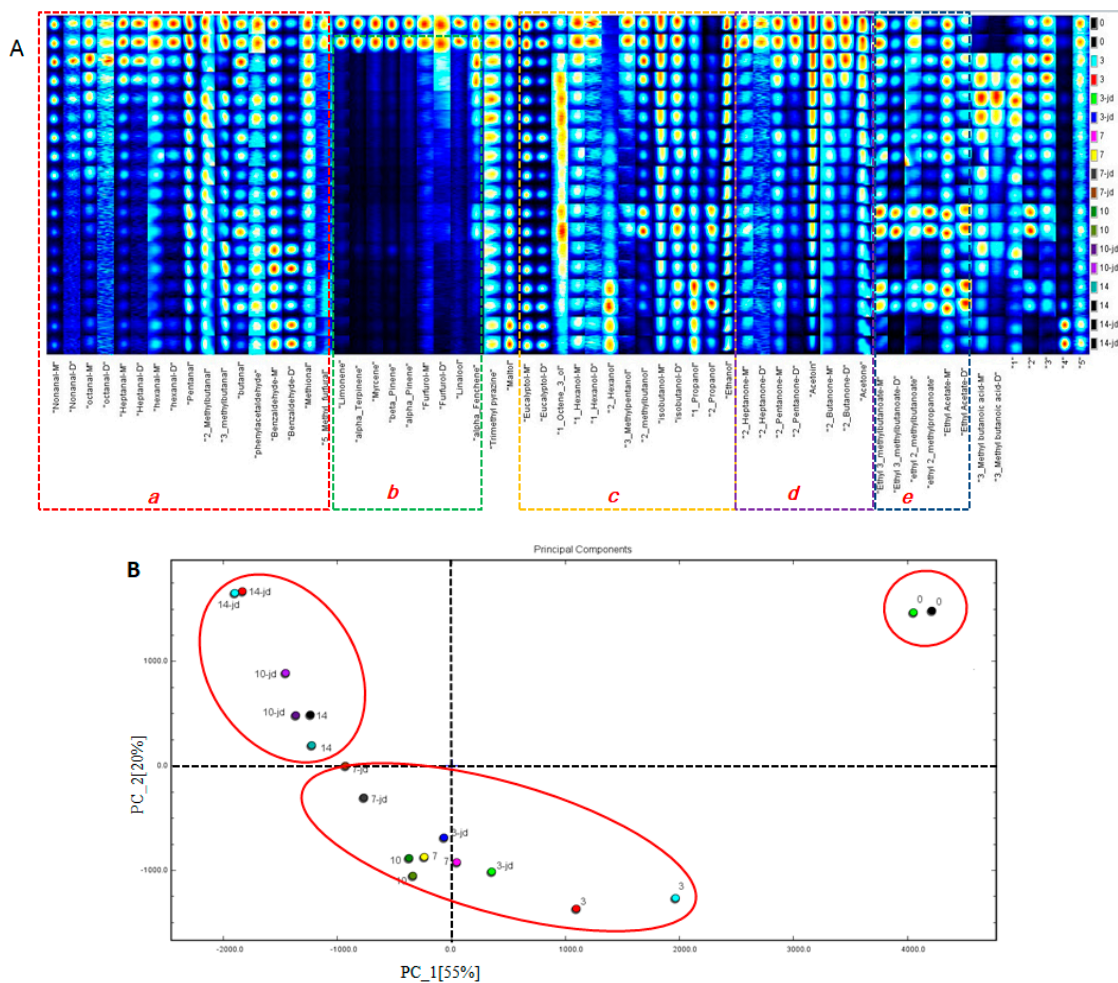 A
0
0
3
3
3-jd
3-jd
7
7
7-jd
7-jd
10
10
10-jd
10-jd
14
14
14-jd
14-jd
"Nonanal-M"
"Nonanal-D"
"octanal-M"
"octanal-D"
"Heptanal-M"
"Heptanal-D"
"hexanal-M"
"hexanal-D"
"Pentanal"
"2_Methylbutanal"
"3_methylbutanal"
"butanal"
"phenylacetaldehyde"
"Benzaldehyde-M"
"Benzaldehyde-D"
"Methional"
"5_Methyl_furfural"
"Limonene"
"alpha_Terpinene"
"Myrcene"
"beta_Pinene"
"alpha_Pinene"
"Furfurol-M"
"Furfurol-D"
"Linalool"
"alpha_Fenchene"
"Trimethyl pyrazine"
"Maltol"
"Eucalyptol-M"
"Eucalyptol-D"
"1_Octene_3_ol"
"1_Hexanol-M"
"1_Hexanol-D"
"2_Hexanol"
"3_Methylpentanol"
"2_methylbutanol"
"isobutanol-M"
"isobutanol-D"
"1_Propanol"
"2_Propanol"
"Ethanol"
"2_Heptanone-M"
"2_Heptanone-D"
"2_Pentanone-M"
"2_Pentanone-D"
"Acetoin"
"2_Butanone-M"
"2_Butanone-D"
"Acetone"
"Ethyl 3_methylbutanoate-M"
"Ethyl 3_methylbutanoate-D"
"ethyl 2_methylbutanoate"
"ethyl 2_methylpropanoate"
"Ethyl Acetate-M"
"Ethyl Acetate-D"
"3_Methyl butanoic acid-M"
"3_Methyl butanoic acid-D"
"1"
"2"
"3"
"4"
"5"
a
b
c
d
e
B
Principal Components
14-jd
14-jd
0
0
10-jd
10-jd
14
14
7-jd
7-jd
3-jd
10
7
7
3-jd
10
3
3
1000.0
0.0
-1000.0
PC_2[20%]
-2000.0
-1000.0
0.0
1000.0
2000.0
3000.0
4000.0
PC_1[55%]